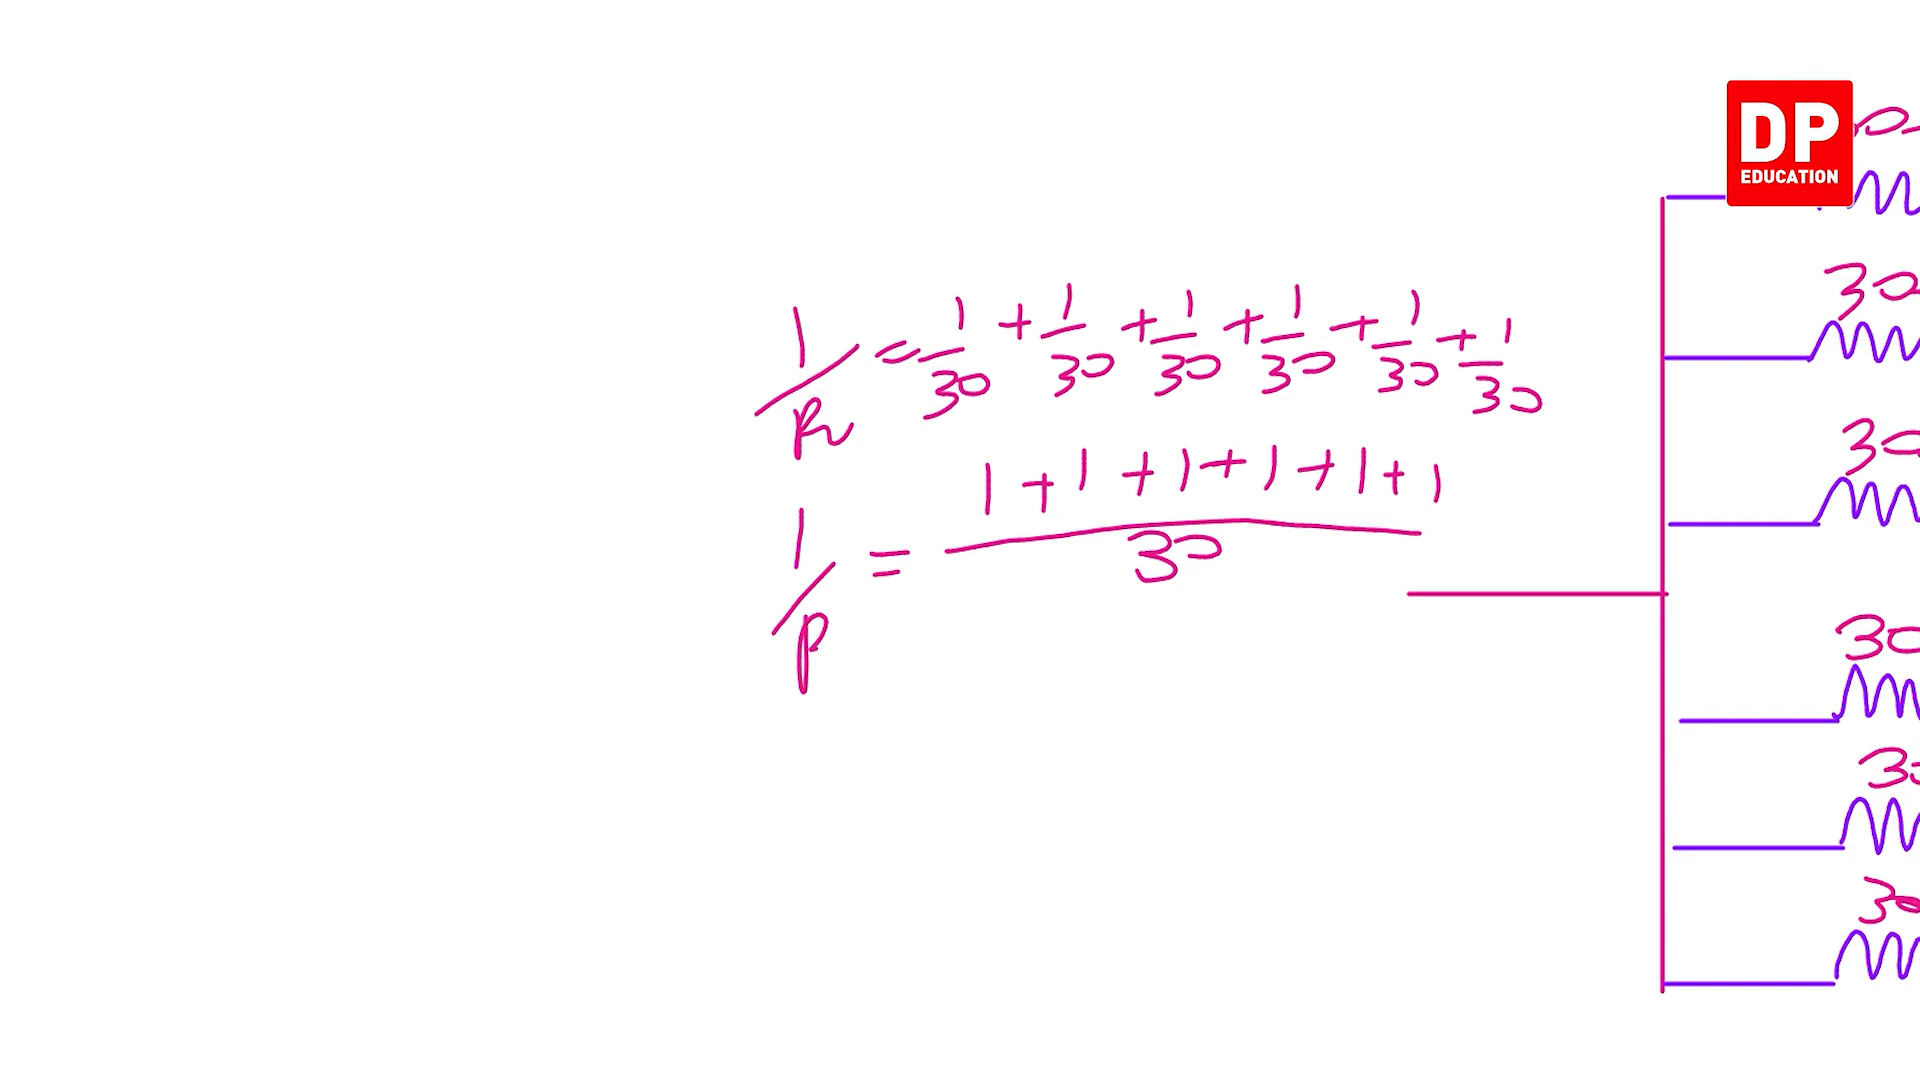 DP
EDUCATION
30
1/R = 1/30 + 1/30 + 1/30 + 1/30 + 1/30 + 1/30
30
1/R = 1 + 1 + 1 + 1 + 1 + 1 / 30
30
30
30